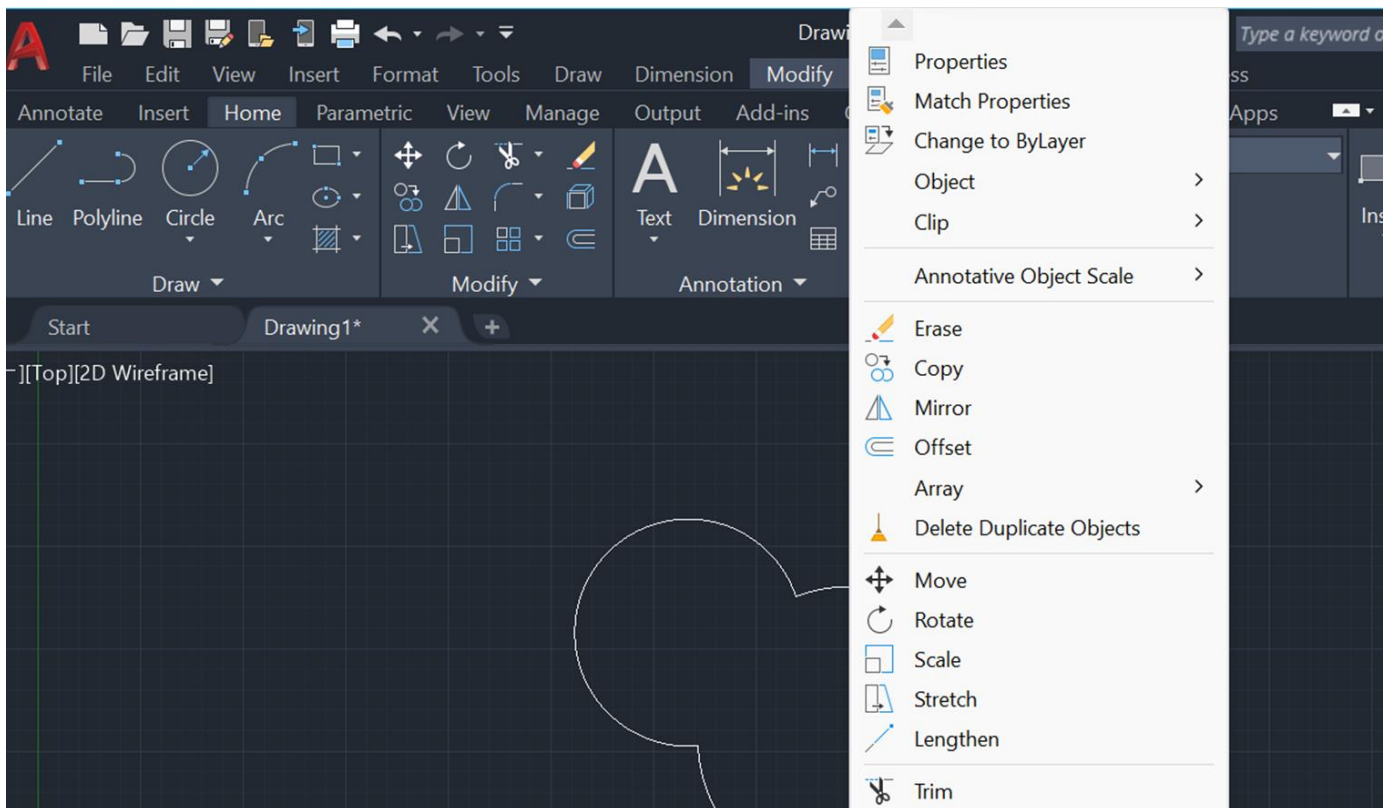 Drawi
Type a keyword o
File Edit View Insert Format Tools Draw Dimension Modify ss
Annotate Insert Home Parametric View Manage Output Add-ins Apps
Line Polyline Circle Arc Text Dimension Ins
Draw Modify Annotation
Start Drawing1*
][Top][2D Wireframe]
Properties
Match Properties
Change to ByLayer
Object
Clip
Annotative Object Scale
Erase
Copy
Mirror
Offset
Array
Delete Duplicate Objects
Move
Rotate
Scale
Stretch
Lengthen
Trim